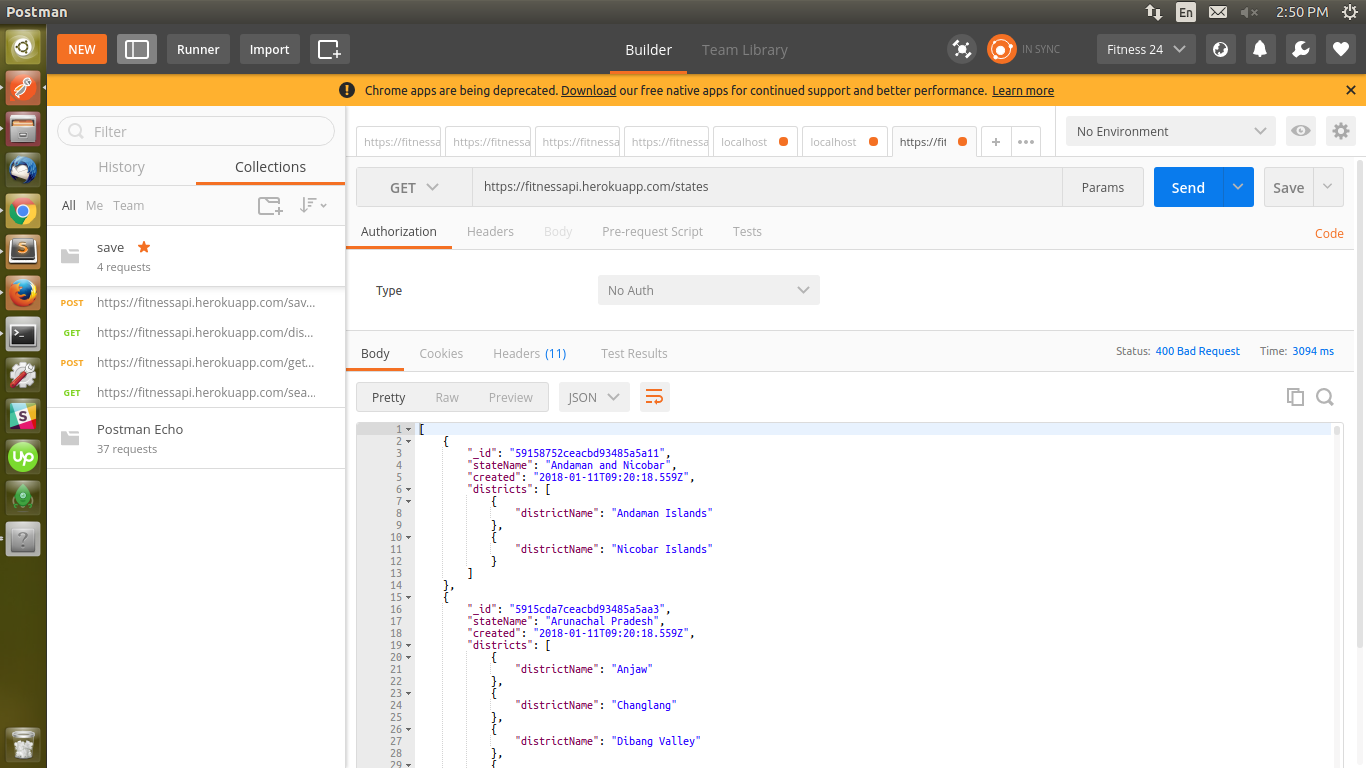 Postman
En
2:50 PM
NEW
Runner
Import
Builder
Team Library
IN SYNC
Fitness 24
Chrome apps are being deprecated. Download our free native apps for continued support and better performance. Learn more
Filter
History
Collections
All Me Team
save
4 requests
POST https://fitnessapi.herokuapp.com/sav...
GET https://fitnessapi.herokuapp.com/dis...
POST https://fitnessapi.herokuapp.com/get...
GET https://fitnessapi.herokuapp.com/sea...
Postman Echo
37 requests
https://fitnessa https://fitnessa https://fitnessa https://fitnessa localhost localhost https://fit + •••
No Environment
GET https://fitnessapi.herokuapp.com/states Params Send Save
Authorization Headers Body Pre-request Script Tests Code
Type No Auth
Body Cookies Headers (11) Test Results Status: 400 Bad Request Time: 3094 ms
Pretty Raw Preview JSON
1 [
2 {
3 "_id": "59158752ceacbd93485a5a11",
4 "stateName": "Andaman and Nicobar",
5 "created": "2018-01-11T09:20:18.559Z",
6 "districts": [
7 {
8 "districtName": "Andaman Islands"
9 },
10 {
11 "districtName": "Nicobar Islands"
12 }
13 ]
14 },
15 {
16 "_id": "5915cda7ceacbd93485a5aa3",
17 "stateName": "Arunachal Pradesh",
18 "created": "2018-01-11T09:20:18.559Z",
19 "districts": [
20 {
21 "districtName": "Anjaw"
22 },
23 {
24 "districtName": "Changlang"
25 },
26 {
27 "districtName": "Dibang Valley"
28 },
29 {